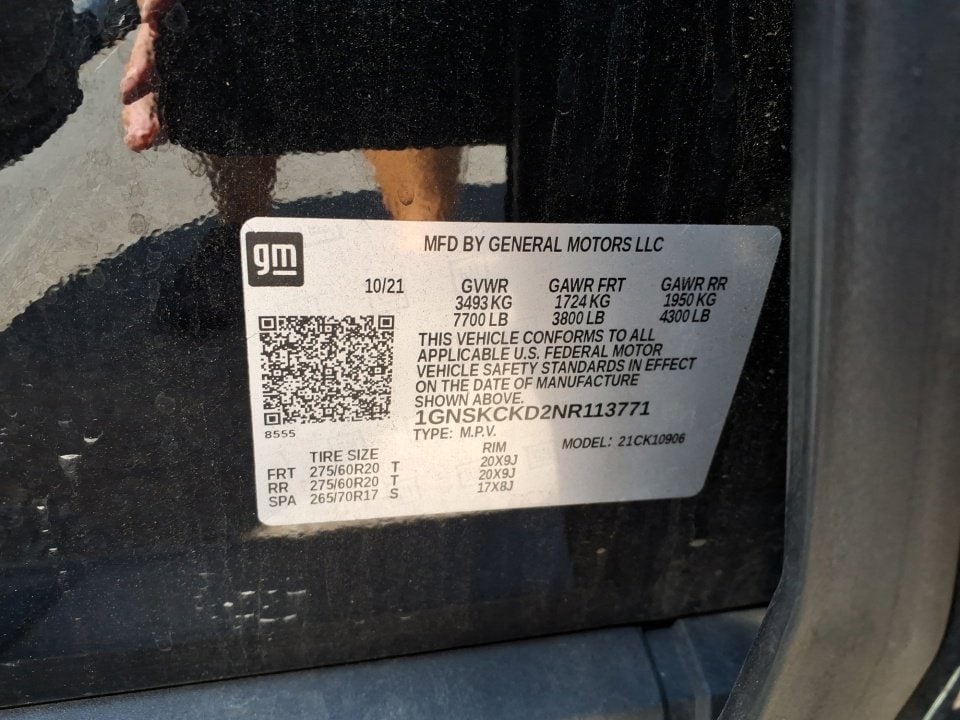 gm
MFD BY GENERAL MOTORS LLC
10/21 GVWR GAWR FRT GAWR RR
3493 KG 1724 KG 1950 KG
7700 LB 3800 LB 4300 LB
THIS VEHICLE CONFORMS TO ALL
APPLICABLE U.S. FEDERAL MOTOR
VEHICLE SAFETY STANDARDS IN EFFECT
ON THE DATE OF MANUFACTURE
SHOWN ABOVE.
1GNSKCKD2NR113771
8555
TYPE: M.P.V. MODEL: 21CK10906
TIRE SIZE RIM
FRT 275/60R20 T 20X9J
RR 275/60R20 T 20X9J
SPA 265/70R17 S 17X8J